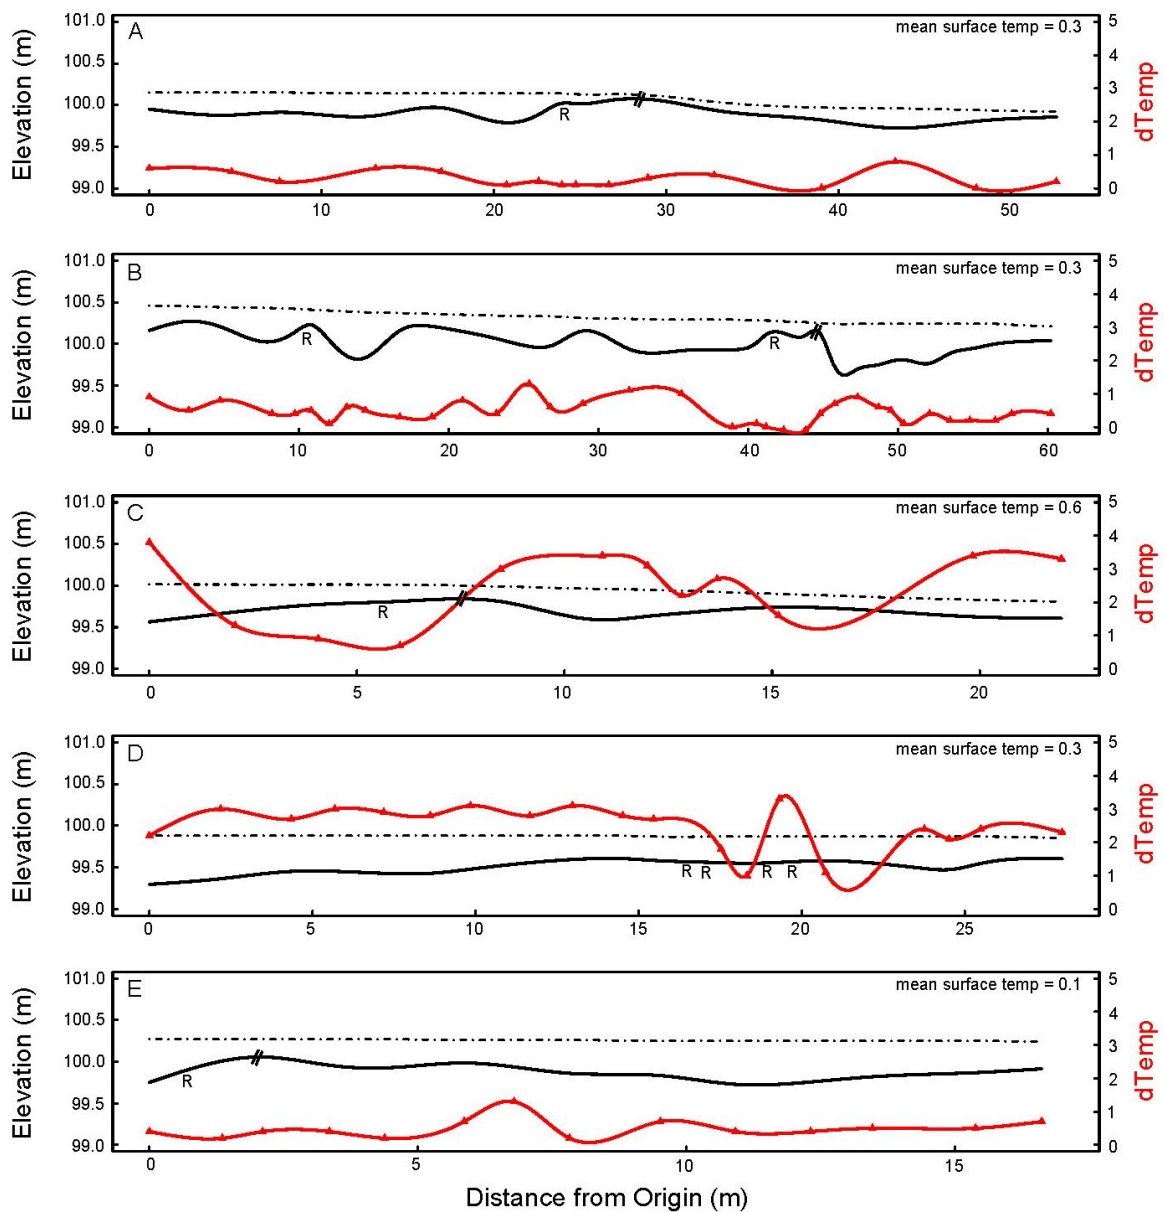 A
mean surface temp = 0.3
Elevation (m)
101.0
100.5
100.0
99.5
99.0
R
5
4
3
2
1
0
dTemp
0 10 20 30 40 50
B
mean surface temp = 0.3
Elevation (m)
101.0
100.5
100.0
99.5
99.0
R R
5
4
3
2
1
0
dTemp
0 10 20 30 40 50 60
C
mean surface temp = 0.6
Elevation (m)
101.0
100.5
100.0
99.5
99.0
R
5
4
3
2
1
0
dTemp
0 5 10 15 20
D
mean surface temp = 0.3
Elevation (m)
101.0
100.5
100.0
99.5
99.0
R R R R
5
4
3
2
1
0
dTemp
0 5 10 15 20 25
E
mean surface temp = 0.1
Elevation (m)
101.0
100.5
100.0
99.5
99.0
R
5
4
3
2
1
0
dTemp
0 5 10 15
Distance from Origin (m)